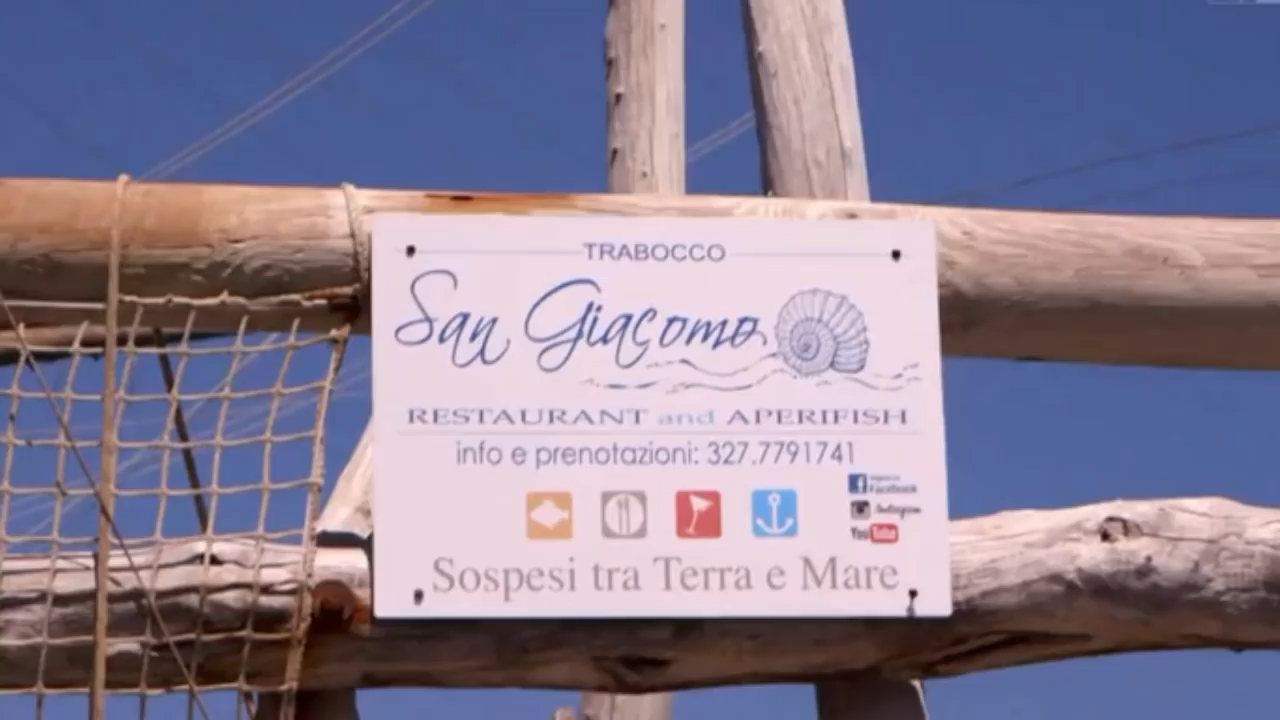 TRABOCCO
San Giacomo
RESTAURANT and APERIFISH
info e prenotazioni: 327.7791741
Facebook
Instagram
YouTube
Sospesi tra Terra e Mare